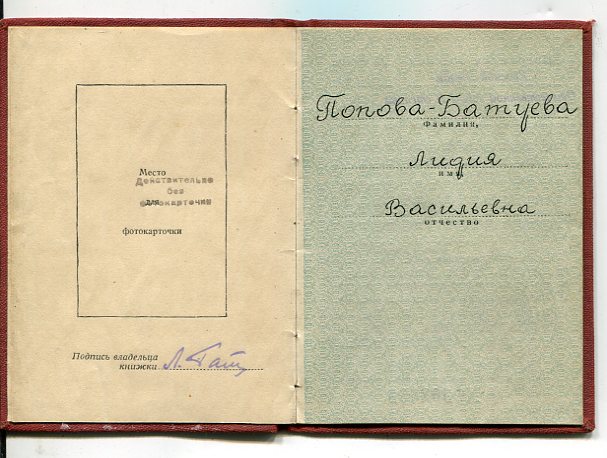 Место
Действительно
без
для
фотокарточки
фотокарточки
Подпись владельца
книжки
Попова-Батуева
Фамилия,
Лидия
имя
Васильевна
отчество